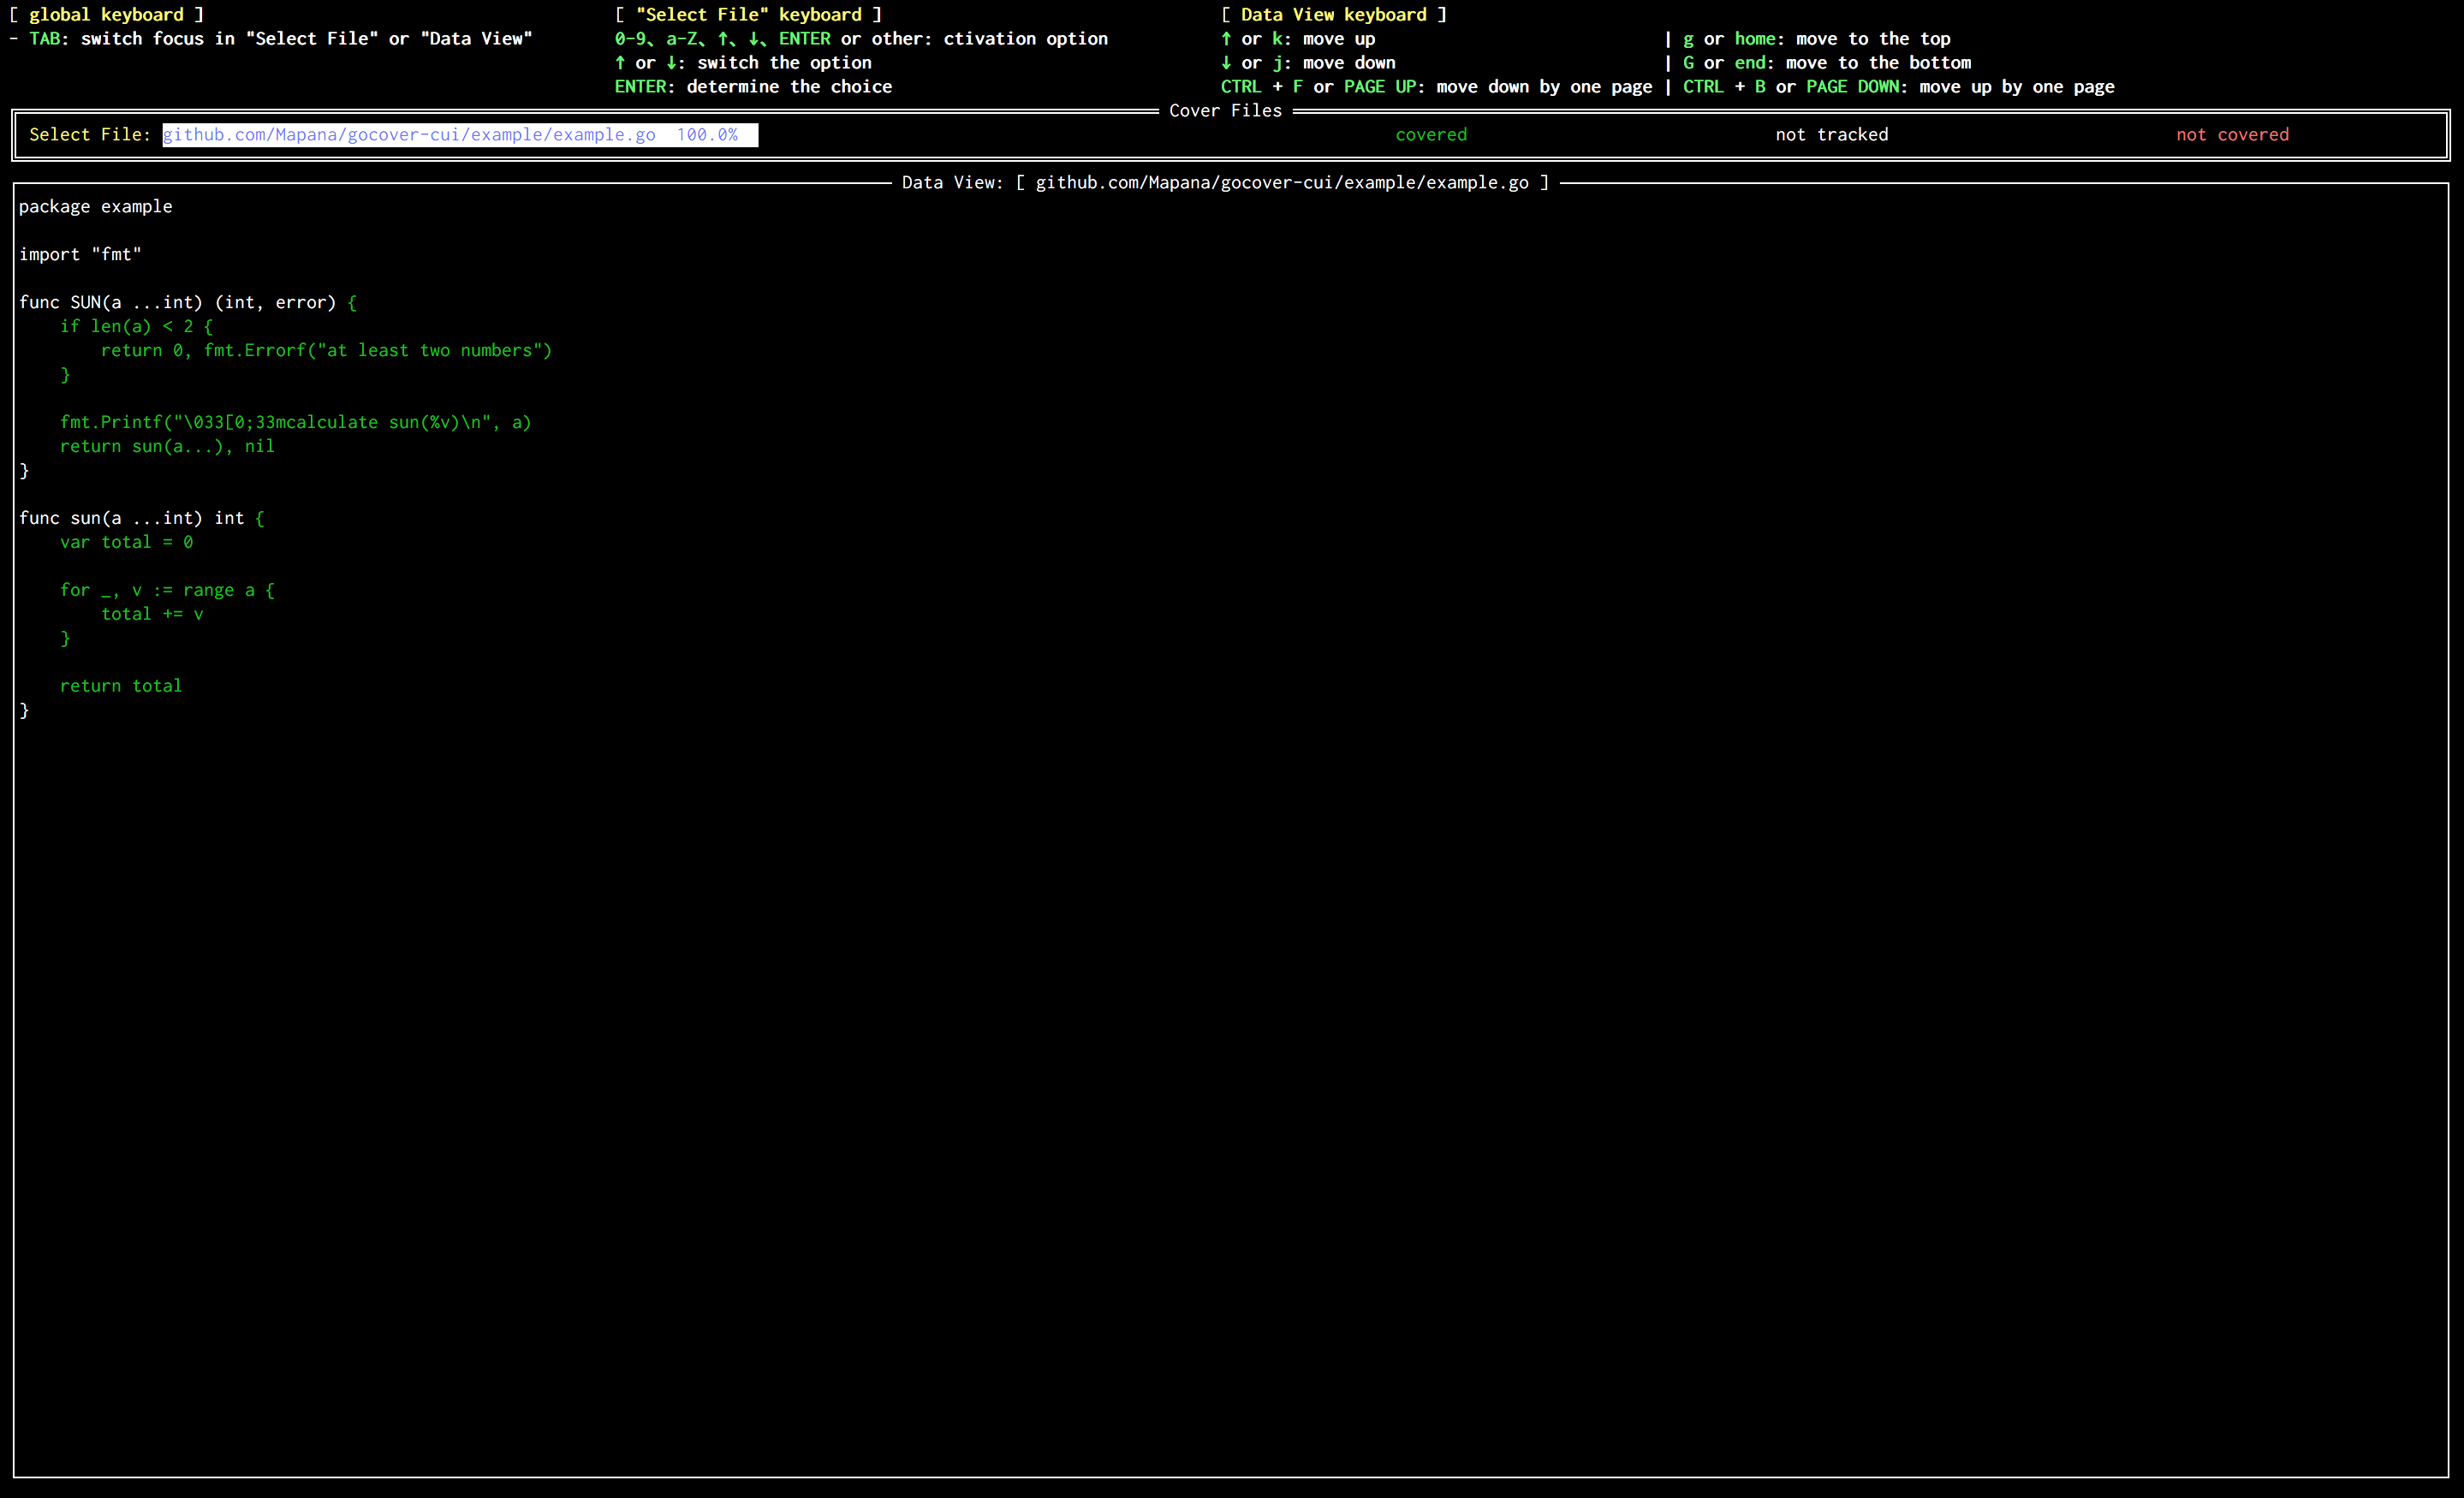 [ global keyboard ]
- TAB: switch focus in "Select File" or "Data View"
[ "Select File" keyboard ]
0-9、a-Z、↑、↓、ENTER or other: ctivation option
↑ or ↓: switch the option
ENTER: determine the choice
[ Data View keyboard ]
↑ or k: move up | g or home: move to the top
↓ or j: move down | G or end: move to the bottom
CTRL + F or PAGE UP: move down by one page | CTRL + B or PAGE DOWN: move up by one page
Cover Files
Select File: github.com/Mapana/gocover-cui/example/example.go 100.0% covered not tracked not covered
Data View: [ github.com/Mapana/gocover-cui/example/example.go ]
package example
import "fmt"
func SUN(a ...int) (int, error) {
    if len(a) < 2 {
        return 0, fmt.Errorf("at least two numbers")
    }
    fmt.Printf("\033[0;33mcalculate sun(%v)\n", a)
    return sun(a...), nil
}
func sun(a ...int) int {
    var total = 0
    for _, v := range a {
        total += v
    }
    return total
}